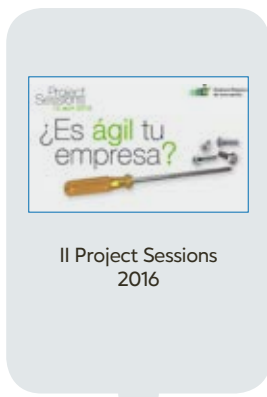 Project
Sessions
¿Es ágil tu
empresa?
II Project Sessions
2016